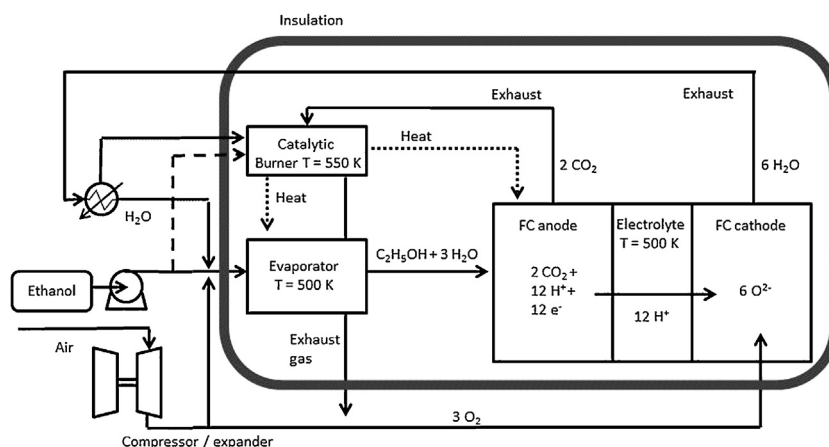 Insulation
Exhaust
Exhaust
Catalytic
Burner T = 550 K
Heat
2 CO₂
6 H₂O
Heat
H₂O
FC anode
Electrolyte
T = 500 K
FC cathode
C₂H₅OH + 3 H₂O
Evaporator
T = 500 K
2 CO₂ +
12 H⁺+
12 e⁻
6 O²⁻
12 H⁺
Ethanol
Exhaust
gas
Air
3 O₂
Compressor / expander